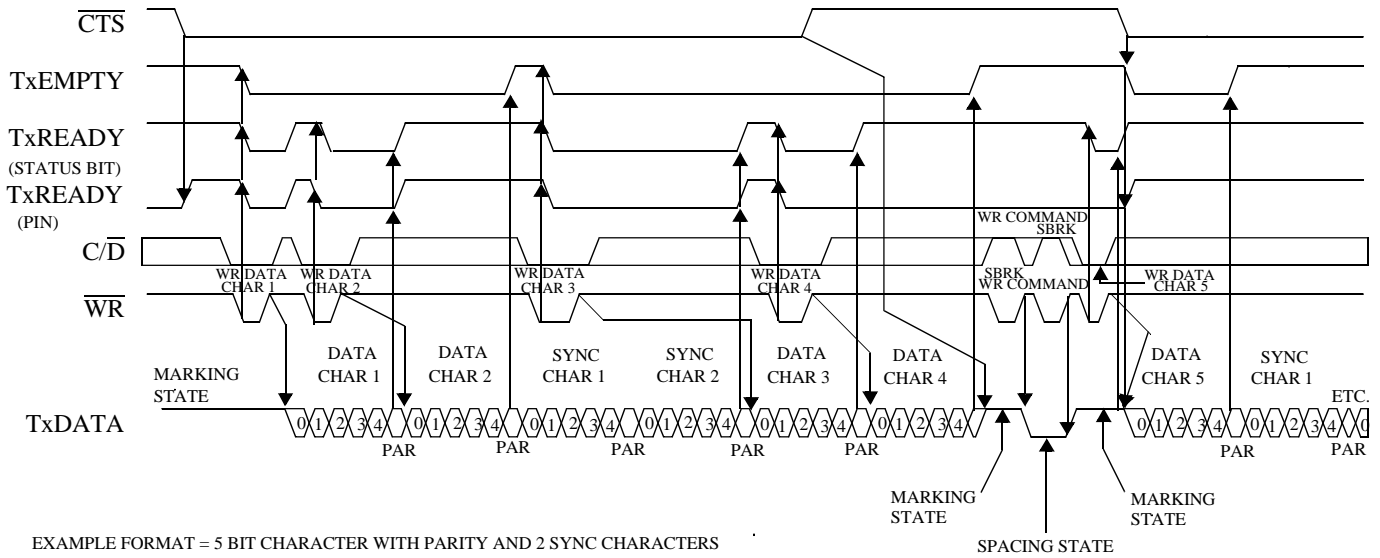 CTS
TxEMPTY
TxREADY
(STATUS BIT)
TxREADY
(PIN)
WR COMMAND
SBRK
C/D
WR DATA
CHAR 1
WR DATA
CHAR 2
WR DATA
CHAR 3
WR DATA
CHAR 4
SBRK
WR COMMAND
WR DATA
CHAR 5
WR
MARKING
STATE
DATA
CHAR 1
DATA
CHAR 2
SYNC
CHAR 1
SYNC
CHAR 2
DATA
CHAR 3
DATA
CHAR 4
DATA
CHAR 5
SYNC
CHAR 1
ETC.
TxDATA
0 1 2 3 4 0 1 2 3 4 0 1 2 3 4 0 1 2 3 4 0 1 2 3 4 0 1 2 3 4 0 1 2 3 4 0 1 2 3 4 0
PAR PAR PAR PAR PAR PAR PAR
MARKING
STATE
MARKING
STATE
SPACING STATE
EXAMPLE FORMAT = 5 BIT CHARACTER WITH PARITY AND 2 SYNC CHARACTERS